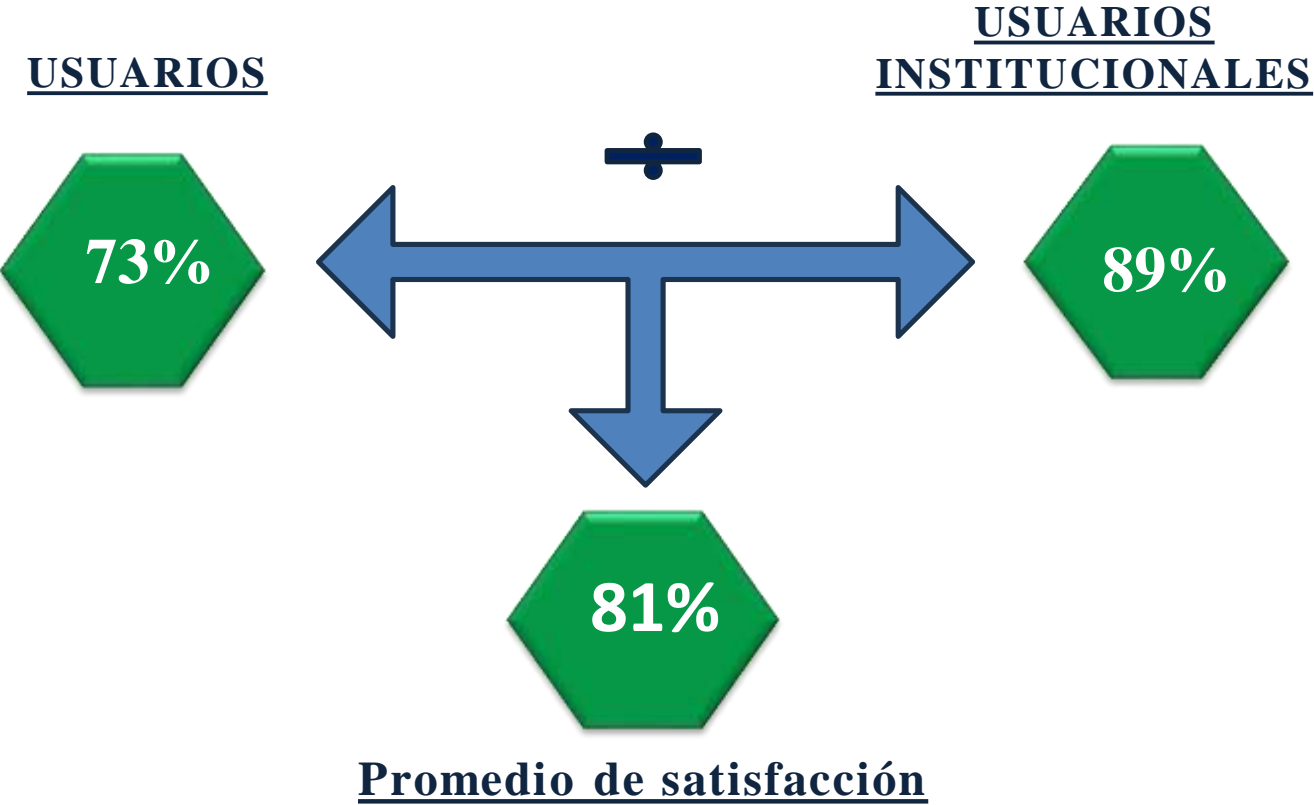 USUARIOS
USUARIOS
INSTITUCIONALES
73%
89%
81%
Promedio de satisfacción